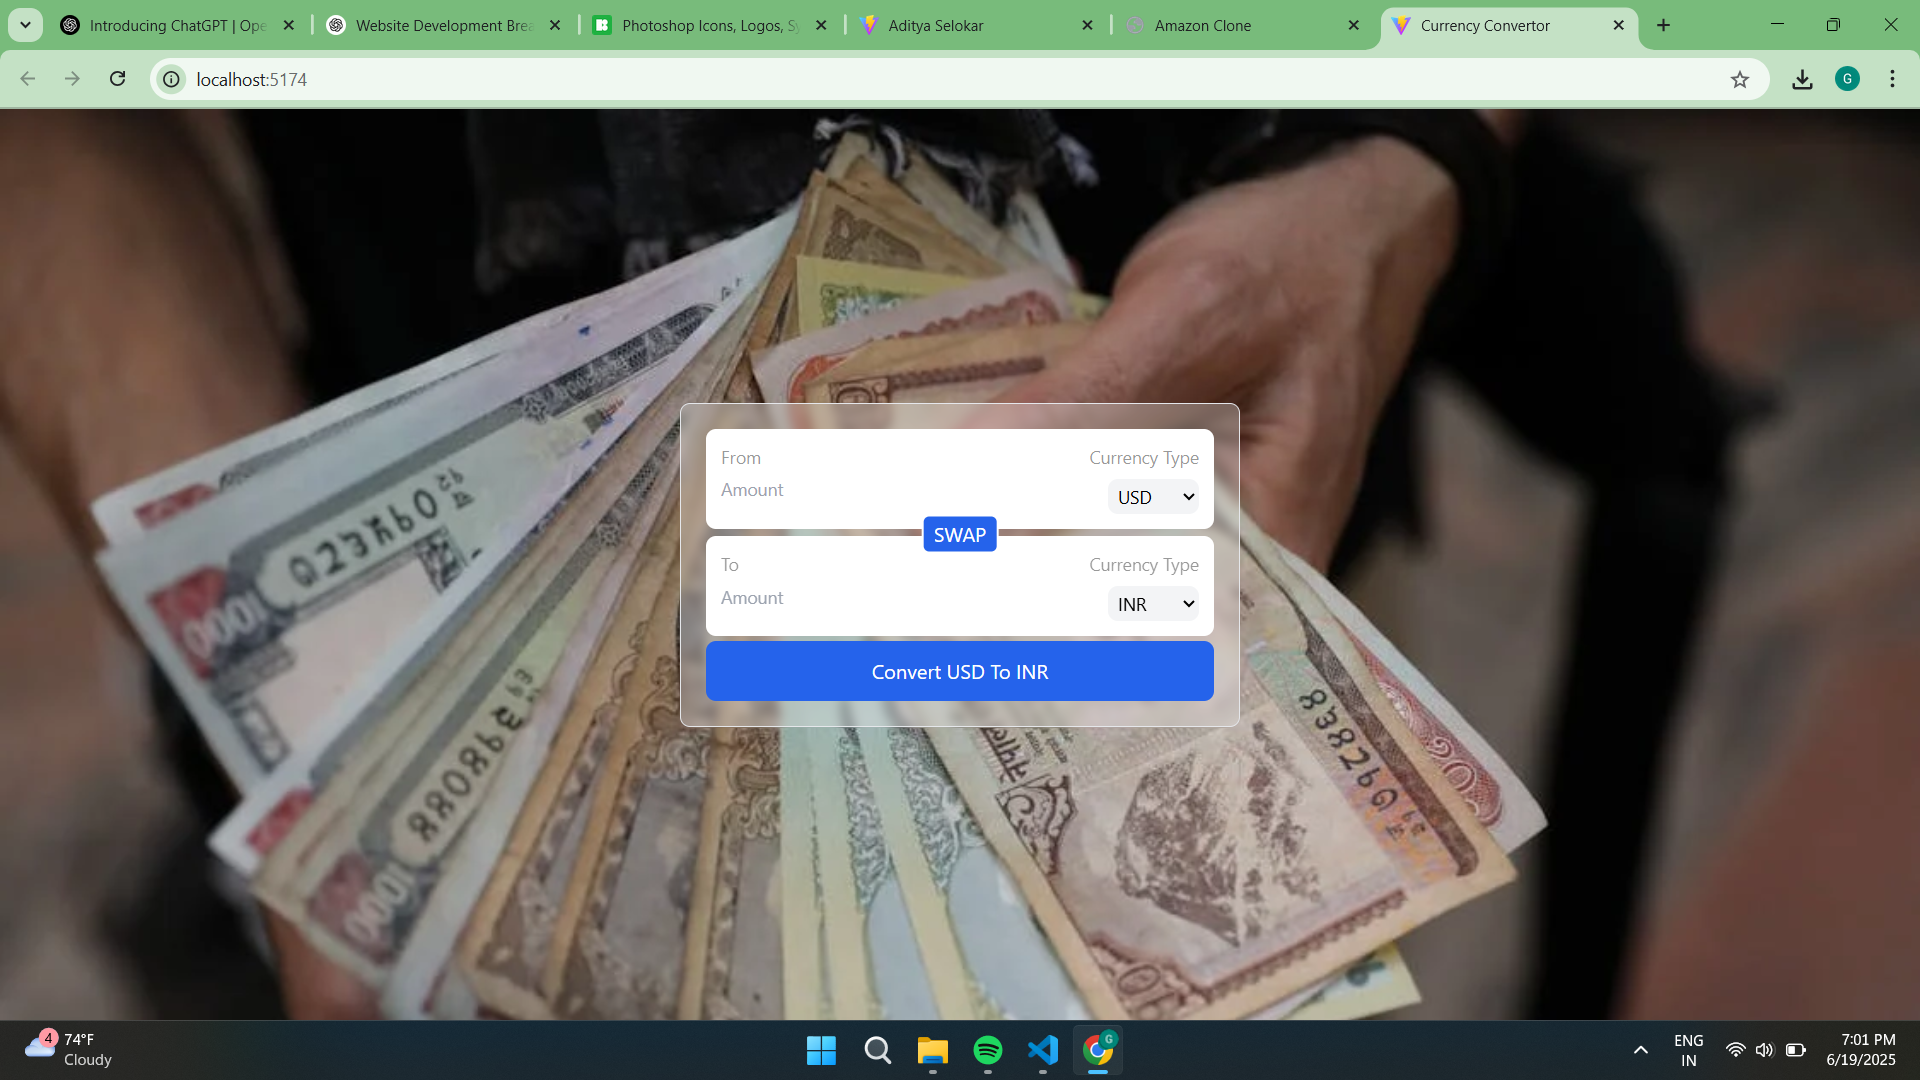 Introducing ChatGPT | Ope
Website Development Brea
Photoshop Icons, Logos, Sy
Aditya Selokar
Amazon Clone
Currency Convertor
localhost:5174
G
From
Currency Type
Amount
USD
SWAP
To
Currency Type
Amount
INR
Convert USD To INR
4
74°F
Cloudy
G
ENG
IN
7:01 PM
6/19/2025